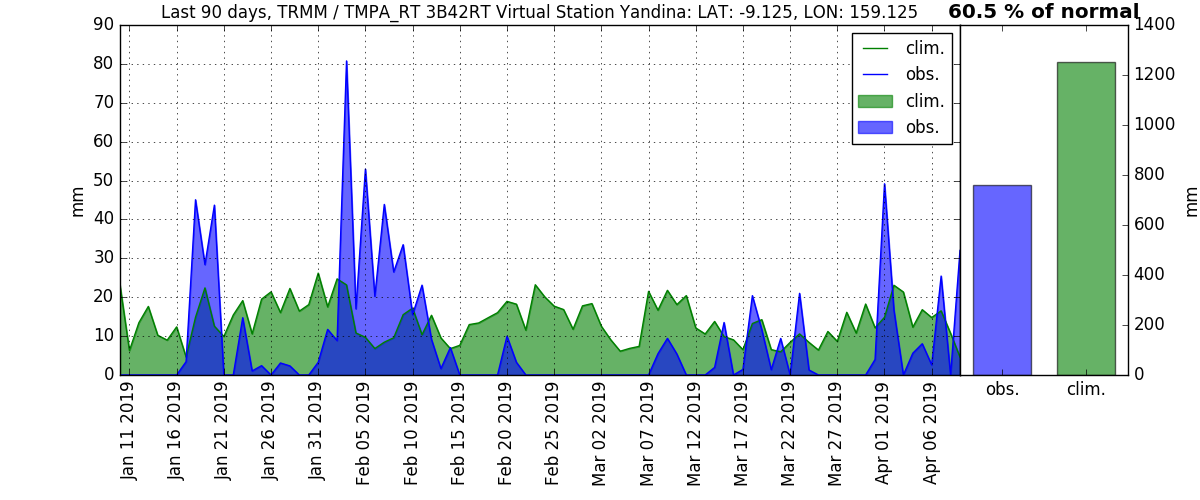 Last 90 days, TRMM / TMPA_RT 3B42RT Virtual Station Yandina: LAT: -9.125, LON: 159.125
60.5 % of normal
90
80
70
60
50
40
30
20
10
0
mm
clim.
obs.
clim.
obs.
Jan 11 2019
Jan 16 2019
Jan 21 2019
Jan 26 2019
Jan 31 2019
Feb 05 2019
Feb 10 2019
Feb 15 2019
Feb 20 2019
Feb 25 2019
Mar 02 2019
Mar 07 2019
Mar 12 2019
Mar 17 2019
Mar 22 2019
Mar 27 2019
Apr 01 2019
Apr 06 2019
1400
1200
1000
800
600
400
200
0
mm
obs.
clim.